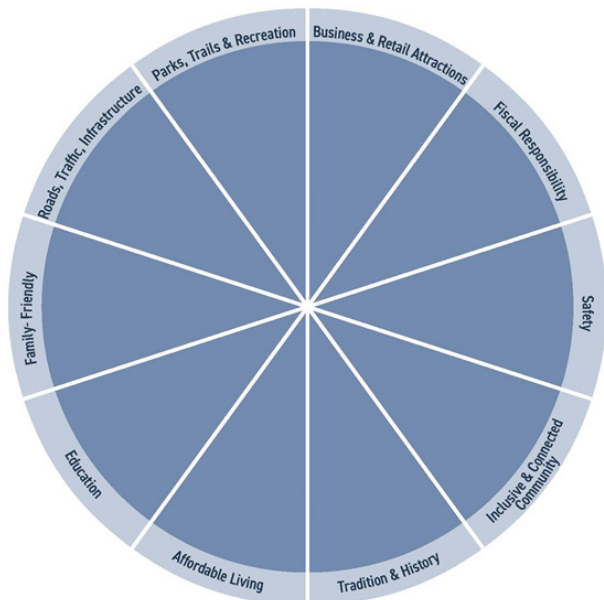 Parks, Trails & Recreation
Business & Retail Attractions
Fiscal Responsibility
Safety
Inclusive & Connected
Community
Tradition & History
Affordable Living
Education
Family- Friendly
Roads, Traffic, Infrastructure